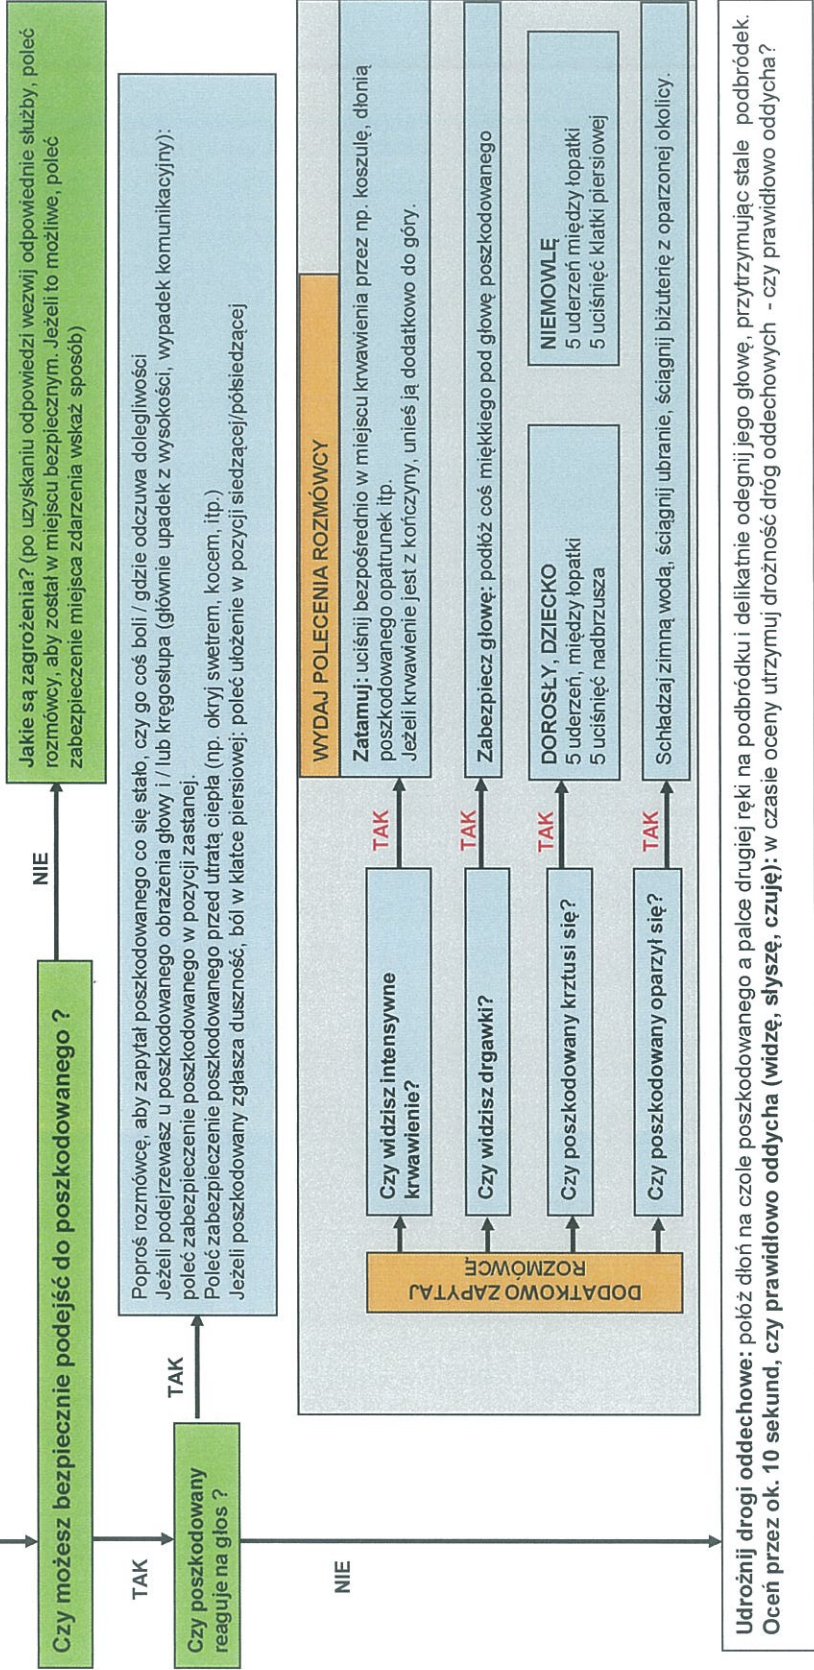 Czy możesz bezpiecznie podejść do poszkodowanego ?
NIE
Jakie są zagrożenia? (po uzyskaniu odpowiedzi wezwij odpowiednie służby, poleć
rozmówcy, aby został w miejscu bezpiecznym. Jeżeli to możliwe, poleć
zabezpieczenie miejsca zdarzenia wskaż sposób)
TAK
Czy poszkodowany
reaguje na głos ?
TAK
Poproś rozmówcę, aby zapytał poszkodowanego co się stało, czy go coś boli / gdzie odczuwa dolegliwości
Jeżeli podejrzewasz u poszkodowanego obrażenia głowy i / lub kręgosłupa (głównie upadek z wysokości, wypadek komunikacyjny):
poleć zabezpieczenie poszkodowanego w pozycji zastanej.
Poleć zabezpieczenie poszkodowanego przed utratą ciepła (np. okryj swetrem, kocem, itp.)
Jeżeli poszkodowany zgłasza duszność, ból w klatce piersiowej: poleć ułożenie w pozycji siedzącej/półsiedzącej
NIE
WYDAJ POLECENIA ROZMÓWCY
DODATKOWO ZAPYTAJ
ROZMÓWCĘ
Czy widzisz intensywne
krwawienie?
TAK
Zatamuj: uciśnij bezpośrednio w miejscu krwawienia przez np. koszulę, dłonią
poszkodowanego opatrunek itp.
Jeżeli krwawienie jest z kończyny, unieś ją dodatkowo do góry.
Czy widzisz drgawki?
TAK
Zabezpiecz głowę: podłóż coś miękkiego pod głowę poszkodowanego
Czy poszkodowany krztusi się?
TAK
DOROSŁY, DZIECKO
5 uderzeń, między łopatki
5 uciśnięć nadbrzusza
NIEMOWLĘ
5 uderzeń między łopatki
5 uciśnięć klatki piersiowej
Czy poszkodowany oparzył się?
TAK
Schładzaj zimną wodą, ściągnij ubranie, ściągnij biżuterię z oparzonej okolicy.
Udrożnij drogi oddechowe: połóż dłoń na czole poszkodowanego a palce drugiej ręki na podbródku i delikatnie odegnij jego głowę, przytrzymując stale podbródek.
Oceń przez ok. 10 sekund, czy prawidłowo oddycha (widzę, słyszę, czuję): w czasie oceny utrzymuj drożność dróg oddechowych - czy prawidłowo oddycha?